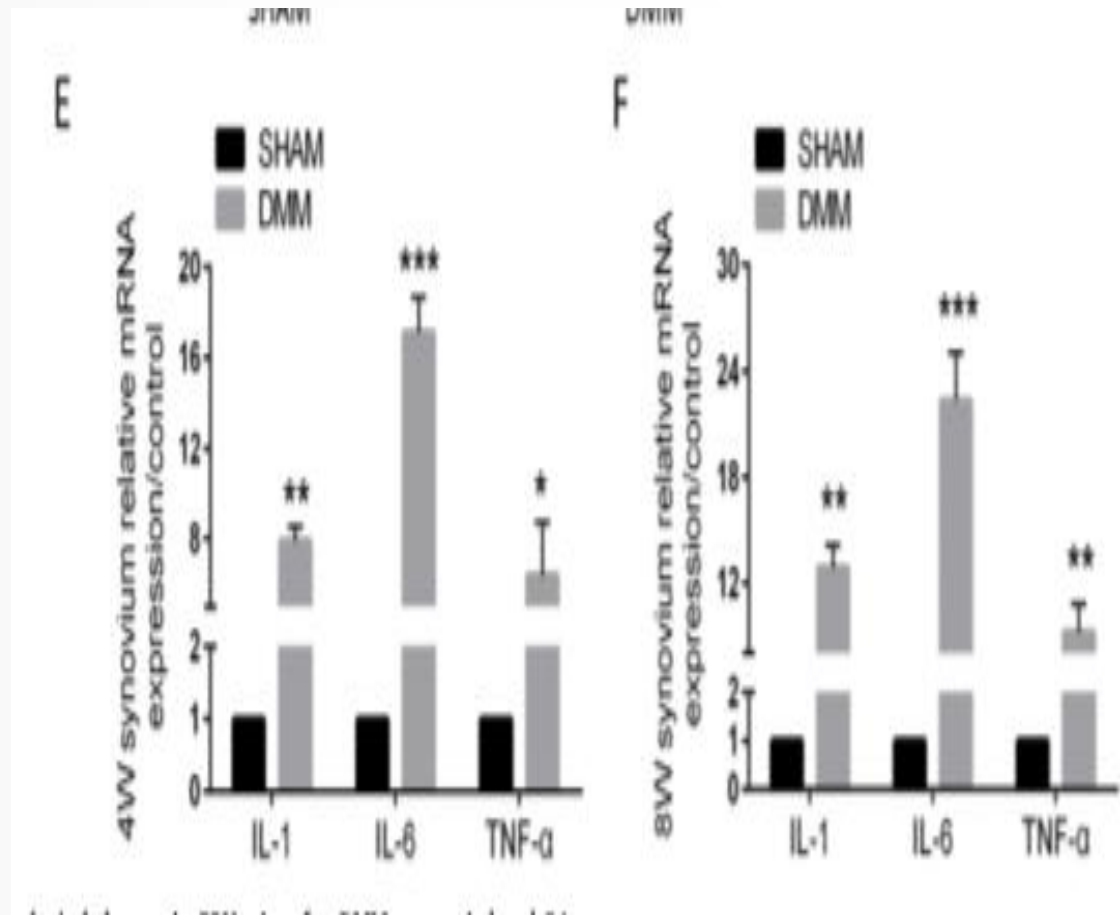 SHAM DMM
E
SHAM
DMM
4W synovium relative mRNA
expression/control
20
16
12
8
2
1
0
**
***
*
IL-1 IL-6 TNF-α
F
SHAM
DMM
8W synovium relative mRNA
expression/control
30
24
18
12
2
1
0
**
***
**
IL-1 IL-6 TNF-α